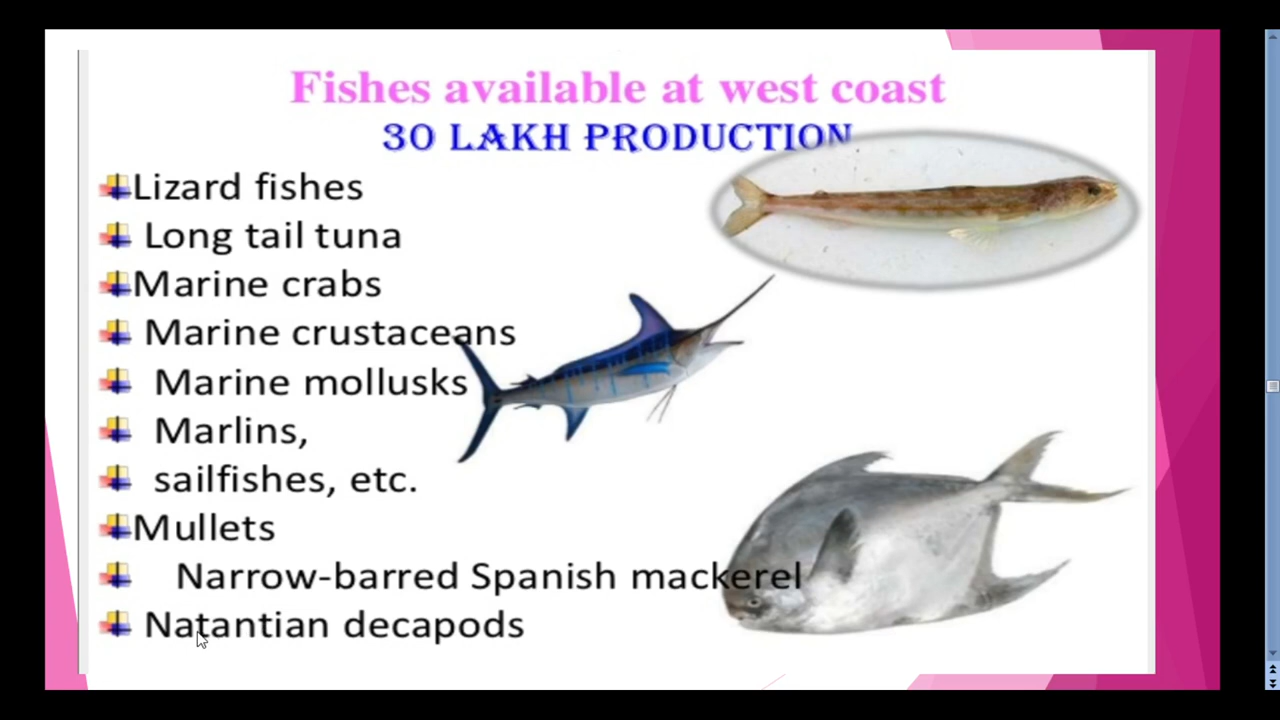 Fishes available at west coast
30 LAKH PRODUCTION
Lizard fishes
Long tail tuna
Marine crabs
Marine crustaceans
Marine mollusks
Marlins,
sailfishes, etc.
Mullets
Narrow-barred Spanish mackerel
Natantian decapods